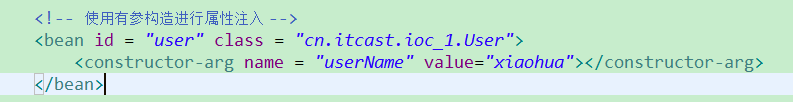 <!-- 使用有参构造进行属性注入 -->
<bean id = "user" class = "cn.itcast.ioc_1.User">
<constructor-arg name = "userName" value="xiaohua"></constructor-arg>
</bean>